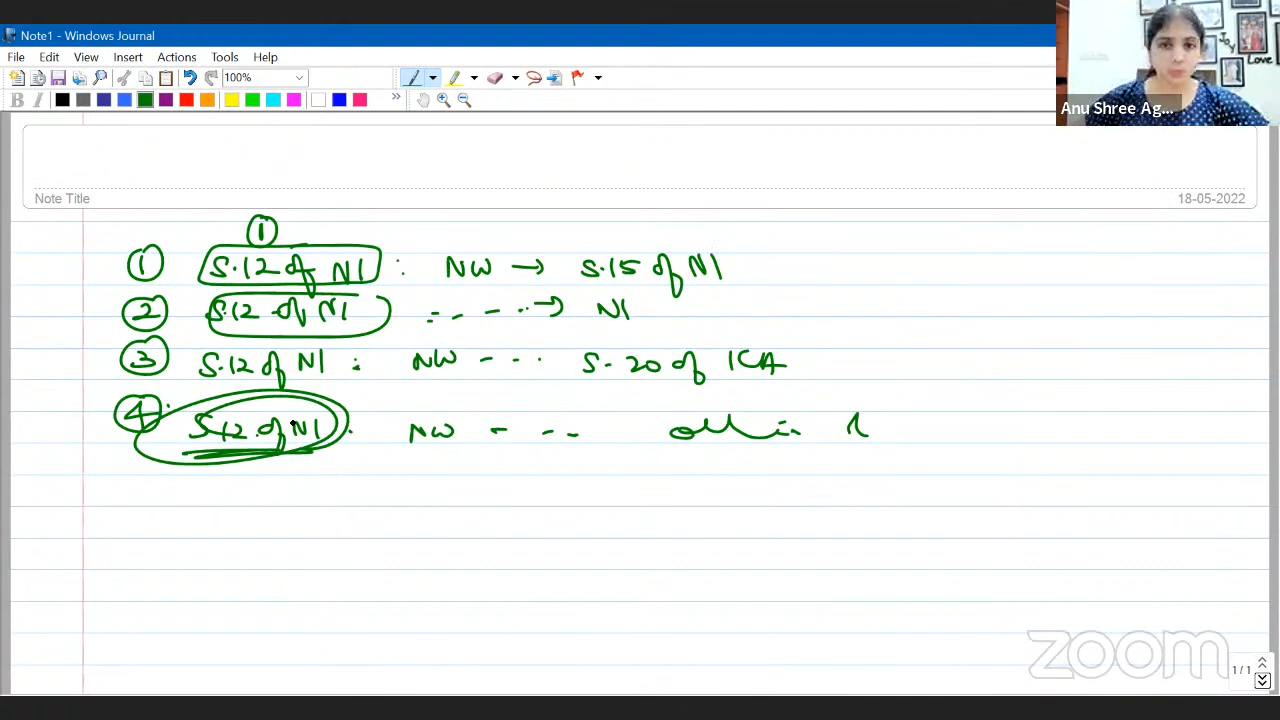 Note1 - Windows Journal
File Edit View Insert Actions Tools Help
100%
B I
Anu Shree Ag...
Note Title
18-05-2022
①
① S.12 of NI : NW → S.15 of NI
② S.12 of NI : - - - → NI
③ S.12 of NI : NW - - - S-20 of ICA
④ S.12 of NI : NW - - -
zoom
1 / 1